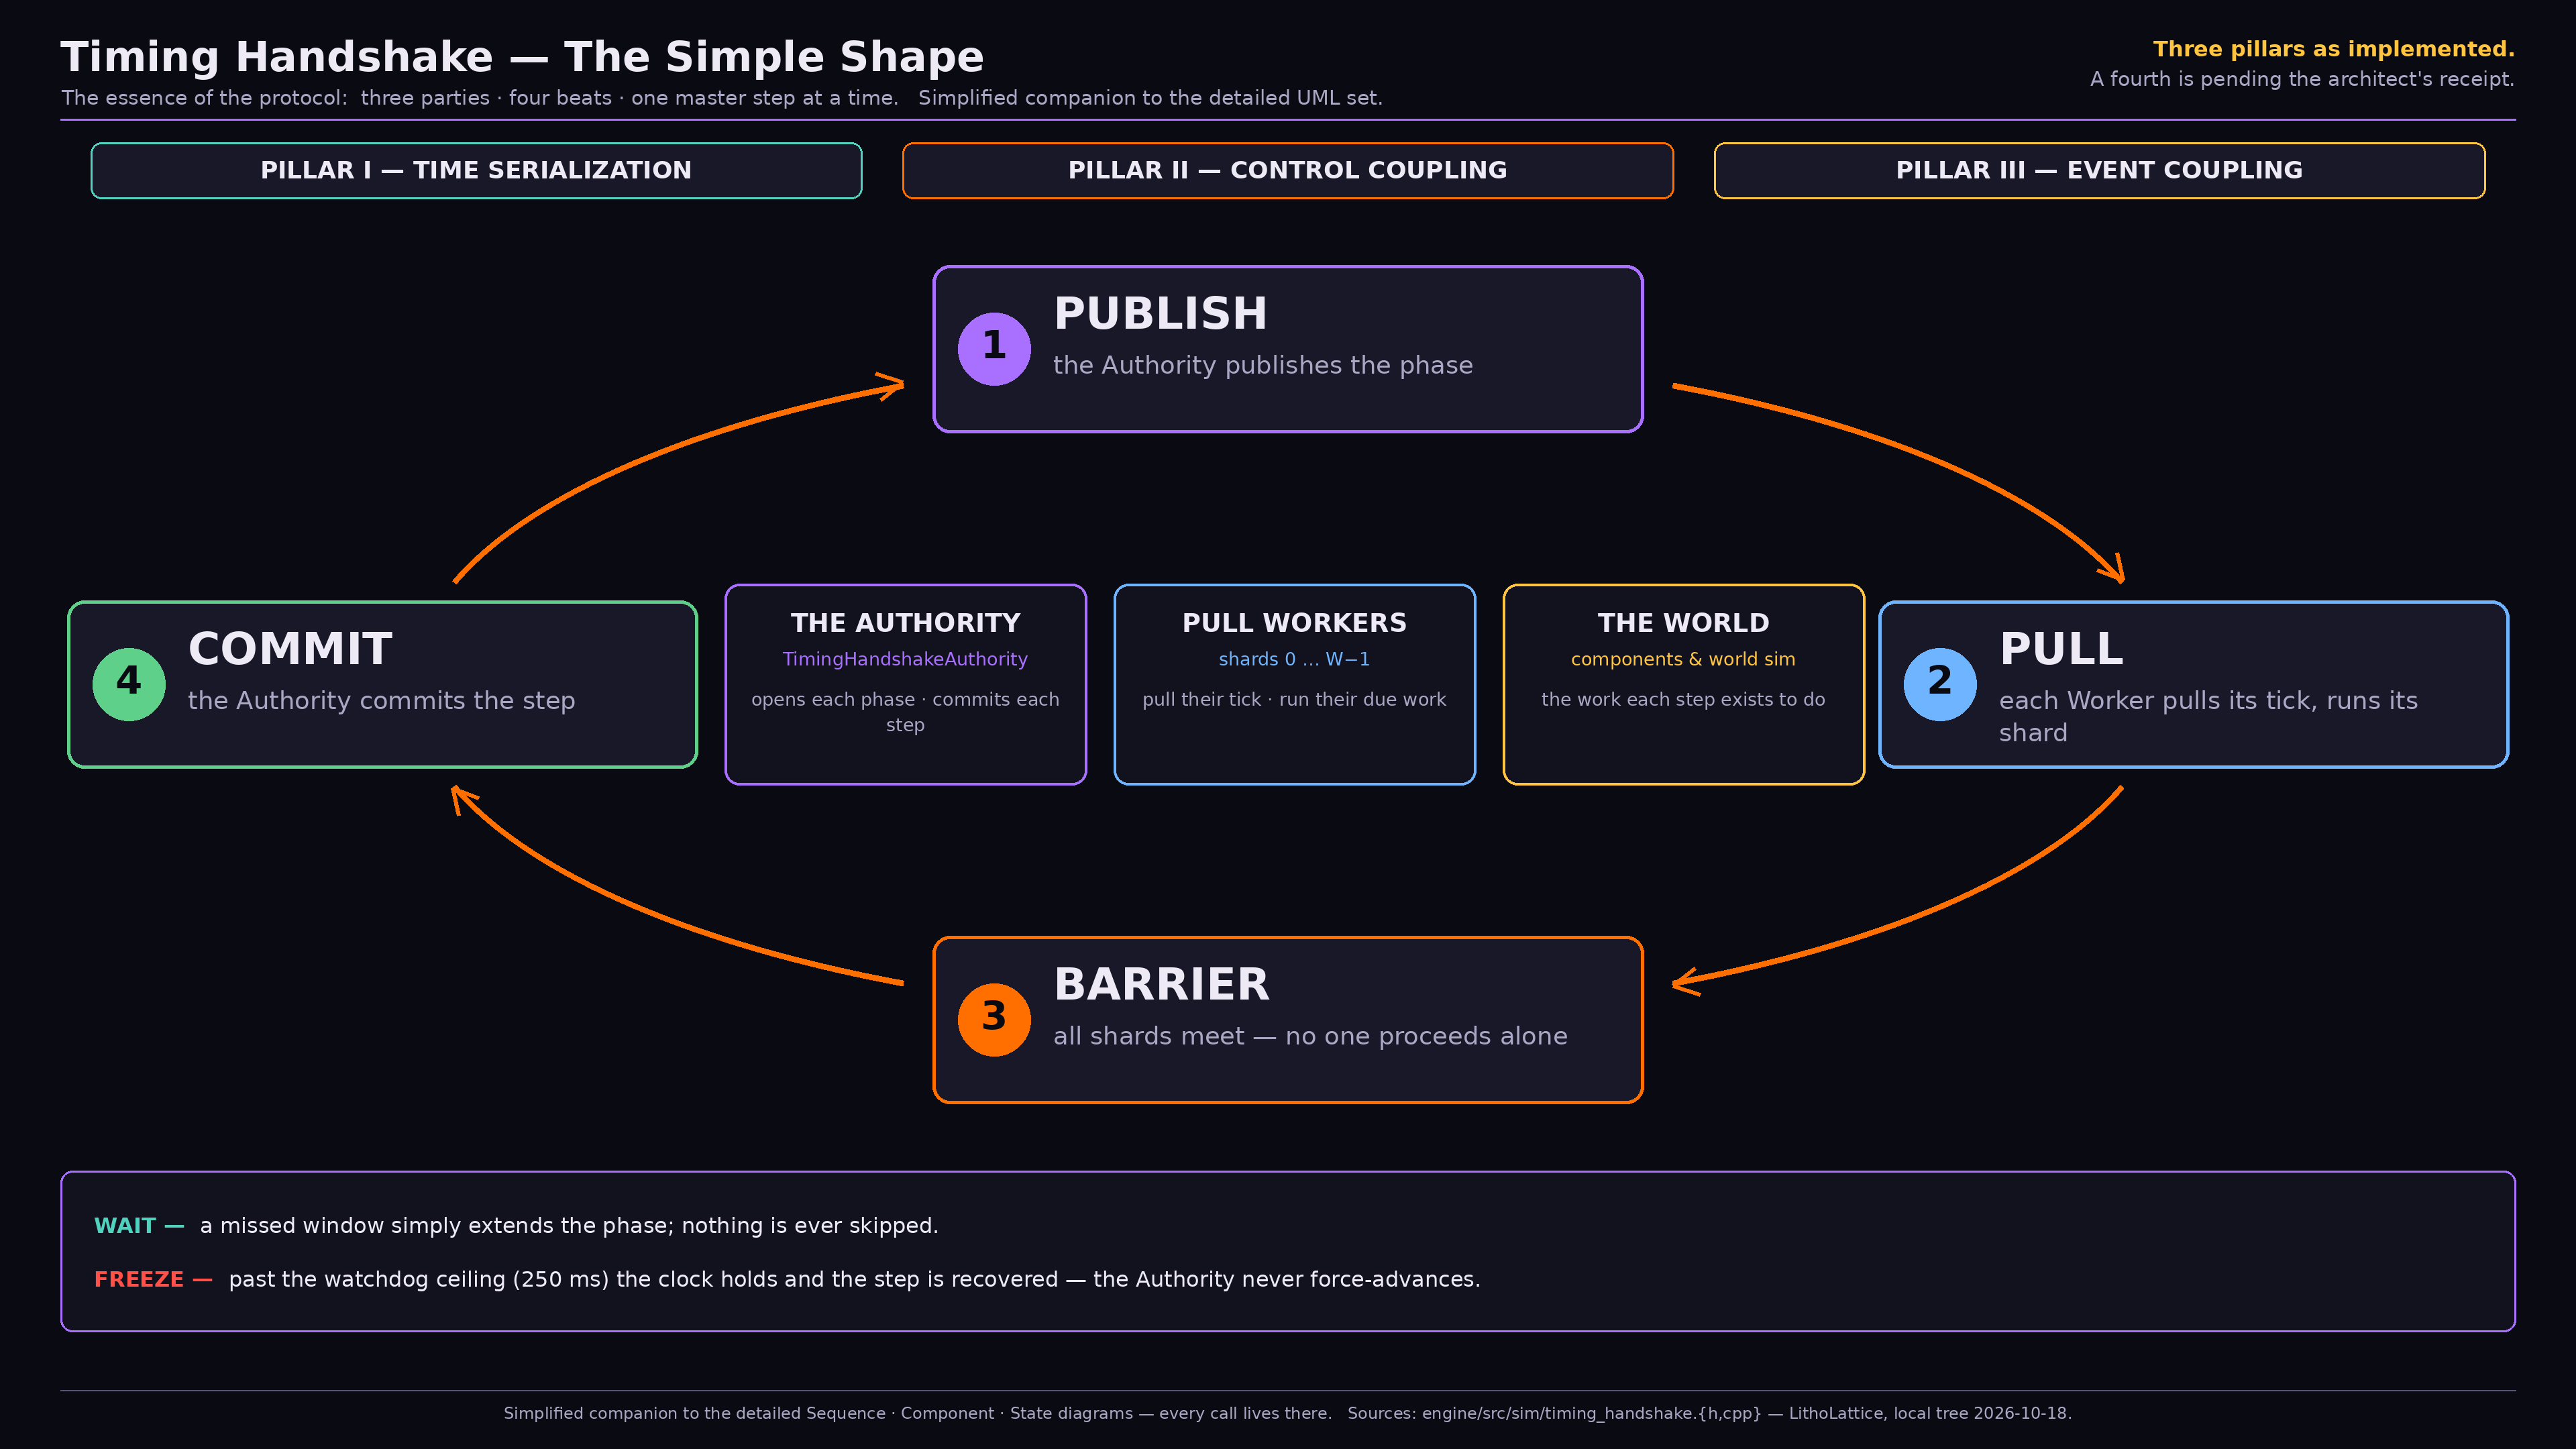 Timing Handshake — The Simple Shape
Three pillars as implemented.
The essence of the protocol:  three parties · four beats · one master step at a time.   Simplified companion to the detailed UML set.
A fourth is pending the architect's receipt.
PILLAR I — TIME SERIALIZATION
PILLAR II — CONTROL COUPLING
PILLAR III — EVENT COUPLING
1
PUBLISH
the Authority publishes the phase
4
COMMIT
the Authority commits the step
THE AUTHORITY
TimingHandshakeAuthority
opens each phase · commits each
step
PULL WORKERS
shards 0 … W−1
pull their tick · run their due work
THE WORLD
components & world sim
the work each step exists to do
2
PULL
each Worker pulls its tick, runs its
shard
3
BARRIER
all shards meet — no one proceeds alone
WAIT — a missed window simply extends the phase; nothing is ever skipped.
FREEZE — past the watchdog ceiling (250 ms) the clock holds and the step is recovered — the Authority never force-advances.
Simplified companion to the detailed Sequence · Component · State diagrams — every call lives there.   Sources: engine/src/sim/timing_handshake.{h,cpp} — LithoLattice, local tree 2026-10-18.